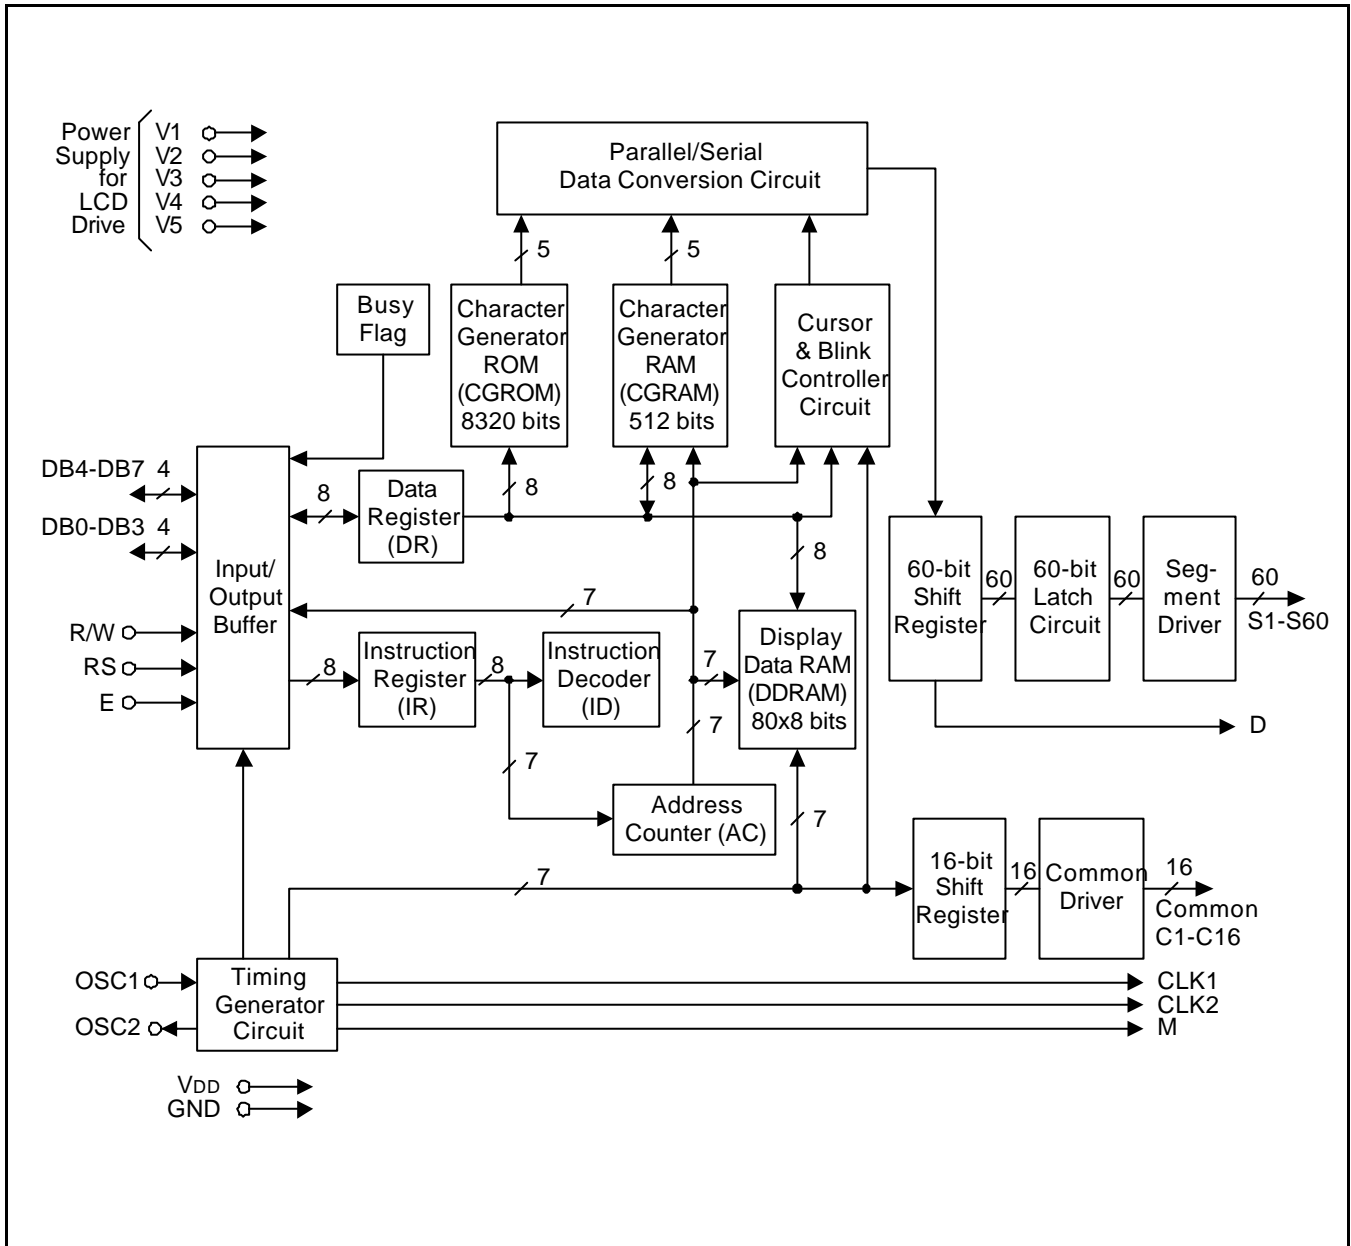 Power V1
Supply V2
for V3
LCD V4
Drive V5
Parallel/Serial
Data Conversion Circuit
5
5
Busy
Flag
Character
Generator
ROM
(CGROM)
8320 bits
Character
Generator
RAM
(CGRAM)
512 bits
Cursor
& Blink
Controller
Circuit
DB4-DB7 4
DB0-DB3 4
R/W
RS
E
Input/
Output
Buffer
8
Data
Register
(DR)
8
8
8
7
8
Instruction
Register
(IR)
8
Instruction
Decoder
(ID)
7
7
7
Display
Data RAM
(DDRAM)
80x8 bits
60-bit
Shift
Register
60
60-bit
Latch
Circuit
60
Seg-
ment
Driver
60
S1-S60
D
Address
Counter (AC)
7
7
16-bit
Shift
Register
16
Common
Driver
16
Common
C1-C16
OSC1
OSC2
Timing
Generator
Circuit
CLK1
CLK2
M
VDD
GND